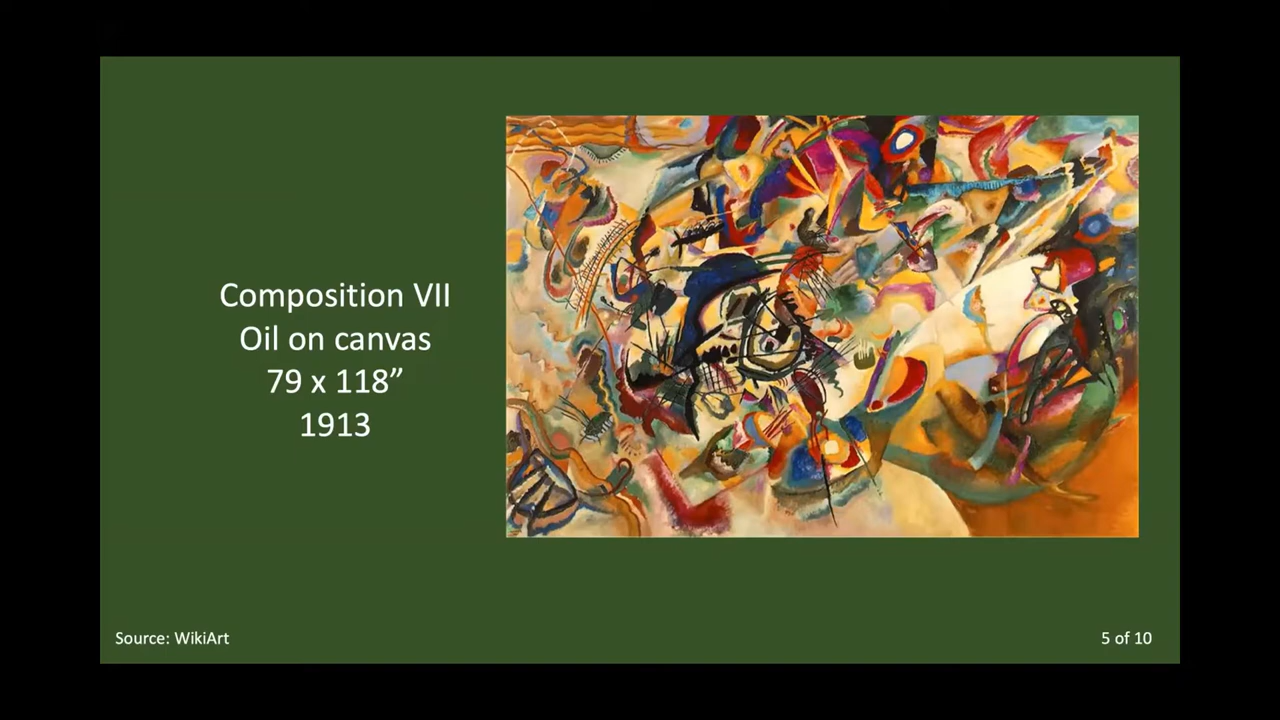 Composition VII
Oil on canvas
79 x 118”
1913
Source: WikiArt
5 of 10